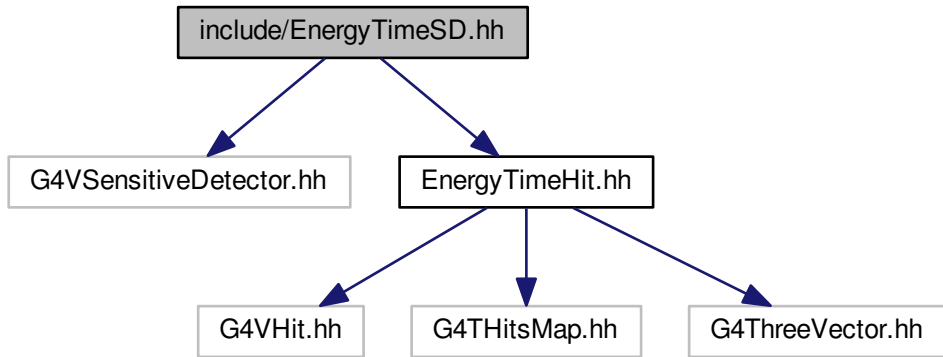 include/EnergyTimeSD.hh
G4VSensitiveDetector.hh
EnergyTimeHit.hh
G4VHit.hh
G4THitsMap.hh
G4ThreeVector.hh